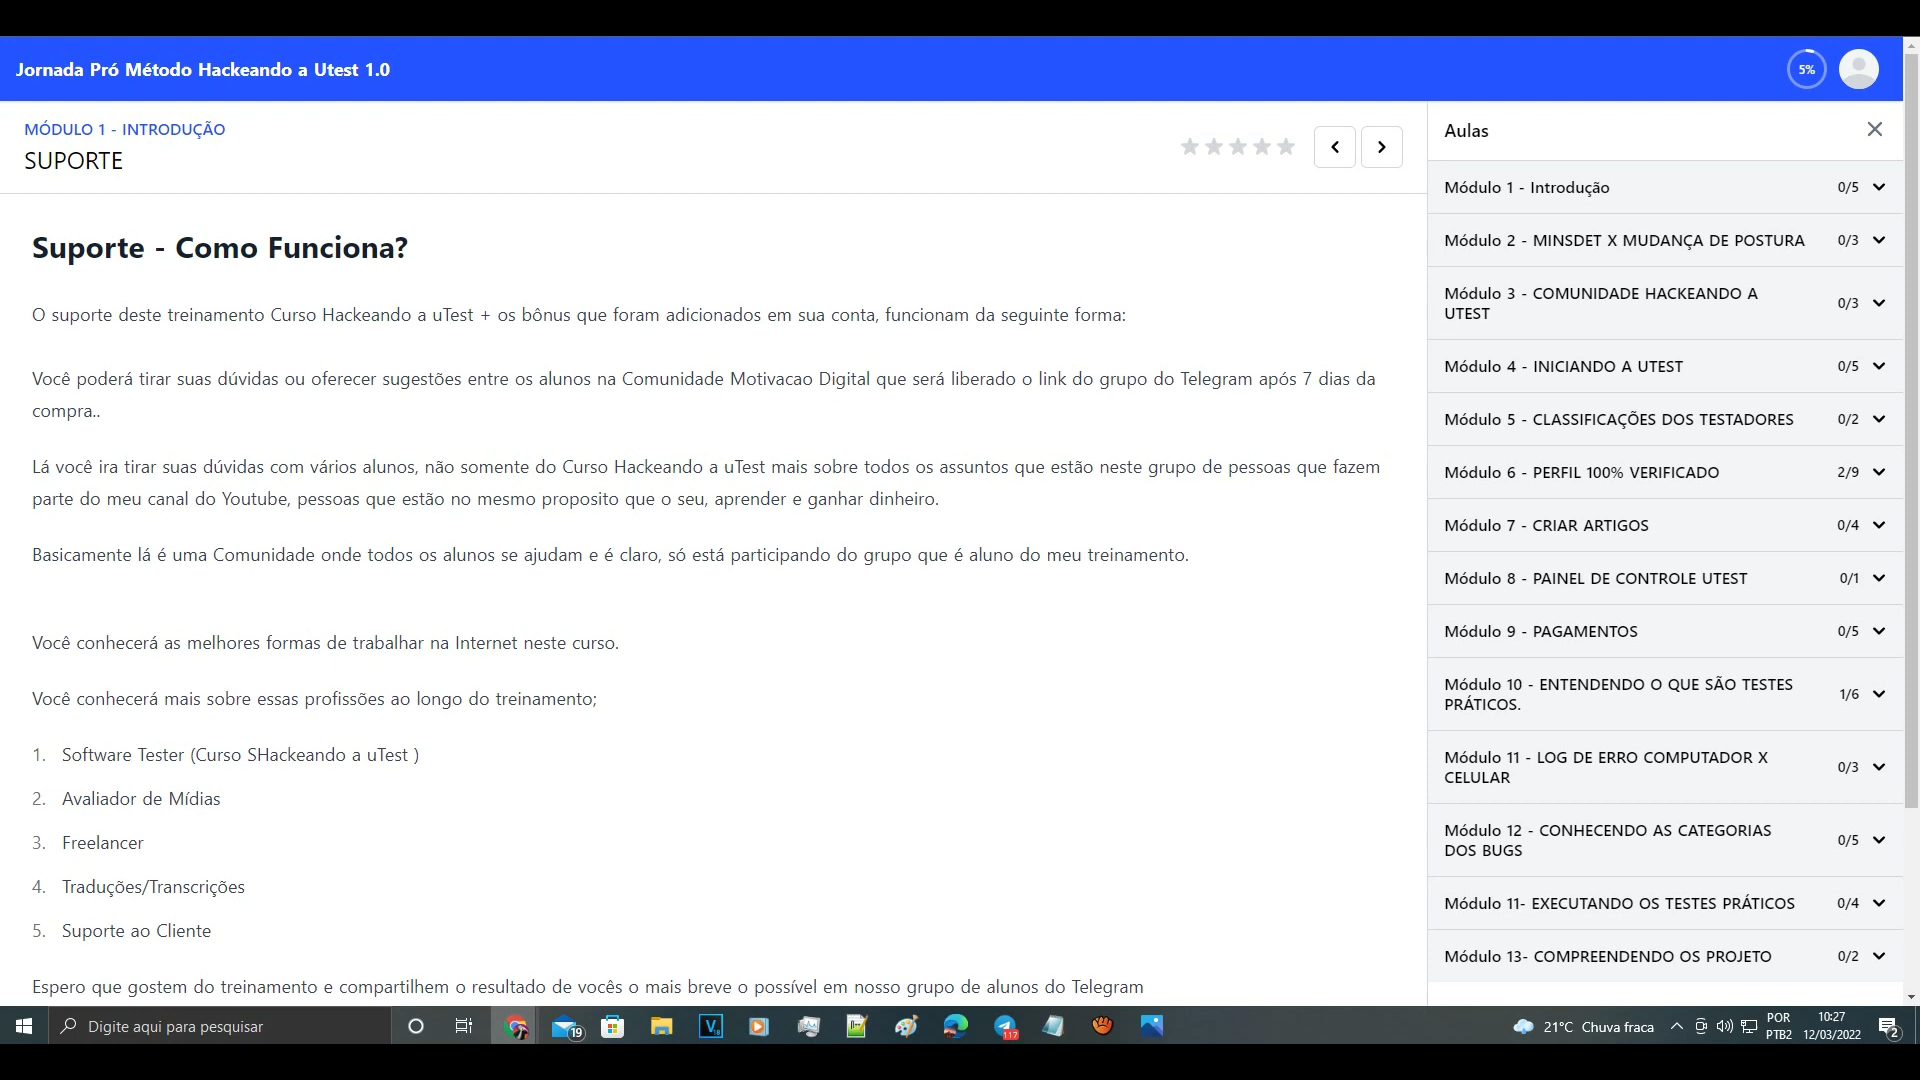 Jornada Pró Método Hackeando a Utest 1.0
5%
MÓDULO 1 - INTRODUÇÃO
SUPORTE
Suporte - Como Funciona?
O suporte deste treinamento Curso Hackeando a uTest + os bônus que foram adicionados em sua conta, funcionam da seguinte forma:
Você poderá tirar suas dúvidas ou oferecer sugestões entre os alunos na Comunidade Motivacao Digital que será liberado o link do grupo do Telegram após 7 dias da
compra..
Lá você ira tirar suas dúvidas com vários alunos, não somente do Curso Hackeando a uTest mais sobre todos os assuntos que estão neste grupo de pessoas que fazem
parte do meu canal do Youtube, pessoas que estão no mesmo proposito que o seu, aprender e ganhar dinheiro.
Basicamente lá é uma Comunidade onde todos os alunos se ajudam e é claro, só está participando do grupo que é aluno do meu treinamento.
Você conhecerá as melhores formas de trabalhar na Internet neste curso.
Você conhecerá mais sobre essas profissões ao longo do treinamento;
1. Software Tester (Curso SHackeando a uTest )
2. Avaliador de Mídias
3. Freelancer
4. Traduções/Transcrições
5. Suporte ao Cliente
Espero que gostem do treinamento e compartilhem o resultado de vocês o mais breve o possível em nosso grupo de alunos do Telegram
Aulas
Módulo 1 - Introdução 0/5
Módulo 2 - MINSDET X MUDANÇA DE POSTURA 0/3
Módulo 3 - COMUNIDADE HACKEANDO A
UTEST 0/3
Módulo 4 - INICIANDO A UTEST 0/5
Módulo 5 - CLASSIFICAÇÕES DOS TESTADORES 0/2
Módulo 6 - PERFIL 100% VERIFICADO 2/9
Módulo 7 - CRIAR ARTIGOS 0/4
Módulo 8 - PAINEL DE CONTROLE UTEST 0/1
Módulo 9 - PAGAMENTOS 0/5
Módulo 10 - ENTENDENDO O QUE SÃO TESTES
PRÁTICOS. 1/6
Módulo 11 - LOG DE ERRO COMPUTADOR X
CELULAR 0/3
Módulo 12 - CONHECENDO AS CATEGORIAS
DOS BUGS 0/5
Módulo 11- EXECUTANDO OS TESTES PRÁTICOS 0/4
Módulo 13- COMPREENDENDO OS PROJETO 0/2
Digite aqui para pesquisar
19
117
21°C Chuva fraca
POR
PTB2
10:27
12/03/2022
2